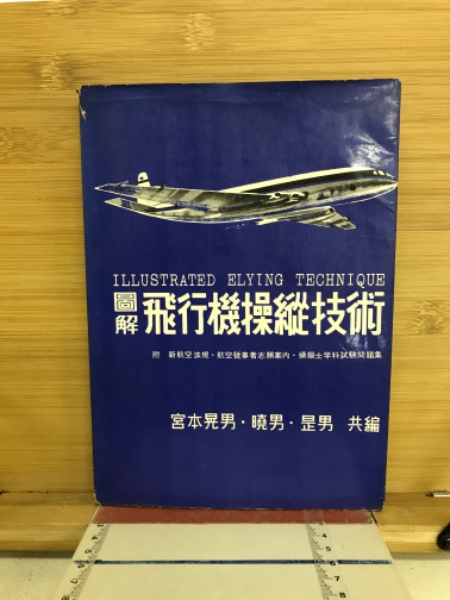 ILLUSTRATED ELYING TECHNIQUE
圖解 飛行機操縱技術
附 新航空法規・航空從事者志願案内・操縦士学科試験問題集
宮本晃男・曉男・昰男 共編